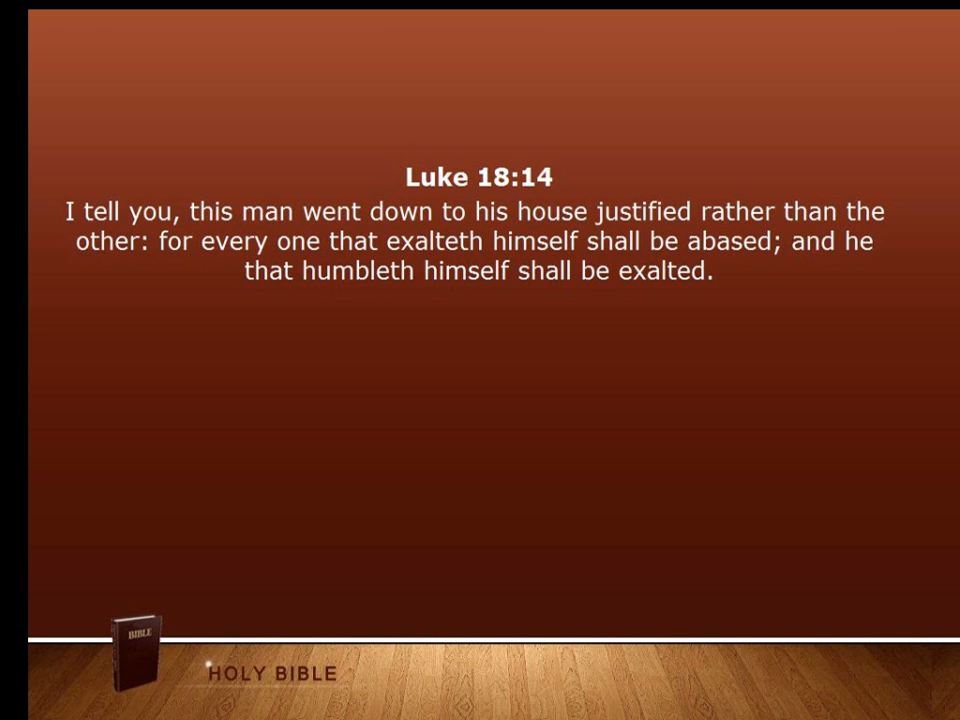 Luke 18:14
I tell you, this man went down to his house justified rather than the
other: for every one that exalteth himself shall be abased; and he
that humbleth himself shall be exalted.
BIBLE
HOLY BIBLE